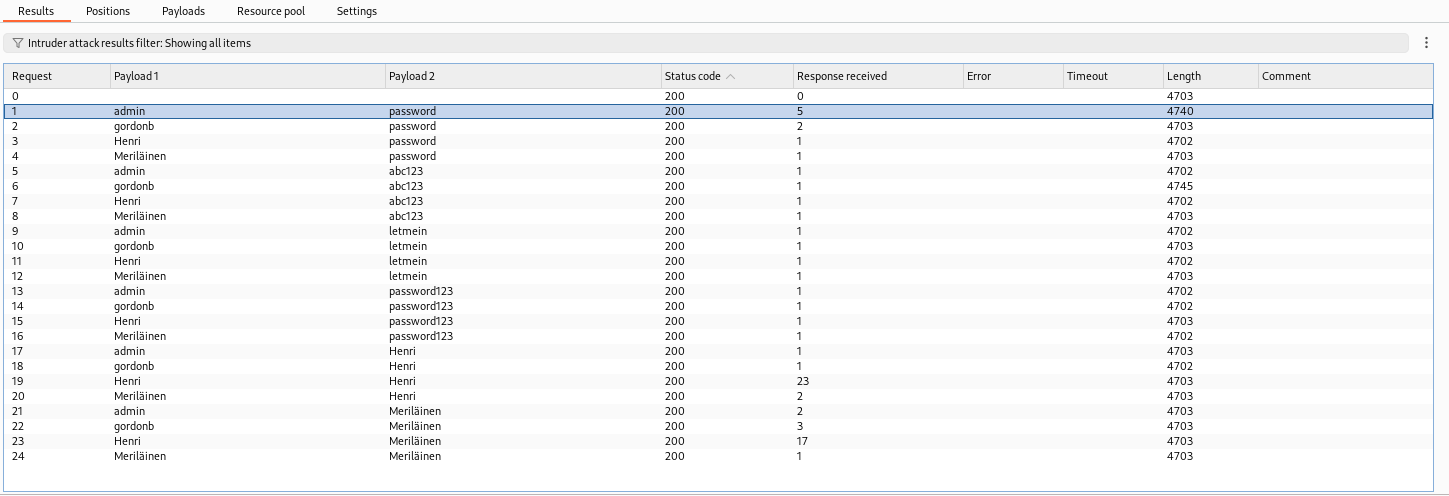 Results Positions Payloads Resource pool Settings
Intruder attack results filter: Showing all items
Request Payload 1 Payload 2 Status code Response received Error Timeout Length Comment
0 200 0 4703
1 admin password 200 5 4740
2 gordonb password 200 2 4703
3 Henri password 200 1 4702
4 Meriläinen password 200 1 4703
5 admin abc123 200 1 4702
6 gordonb abc123 200 1 4745
7 Henri abc123 200 1 4702
8 Meriläinen abc123 200 1 4703
9 admin letmein 200 1 4702
10 gordonb letmein 200 1 4703
11 Henri letmein 200 1 4702
12 Meriläinen letmein 200 1 4703
13 admin password123 200 1 4702
14 gordonb password123 200 1 4702
15 Henri password123 200 1 4703
16 Meriläinen password123 200 1 4702
17 admin Henri 200 1 4703
18 gordonb Henri 200 1 4702
19 Henri Henri 200 23 4703
20 Meriläinen Henri 200 2 4703
21 admin Meriläinen 200 2 4703
22 gordonb Meriläinen 200 3 4703
23 Henri Meriläinen 200 17 4703
24 Meriläinen Meriläinen 200 1 4703